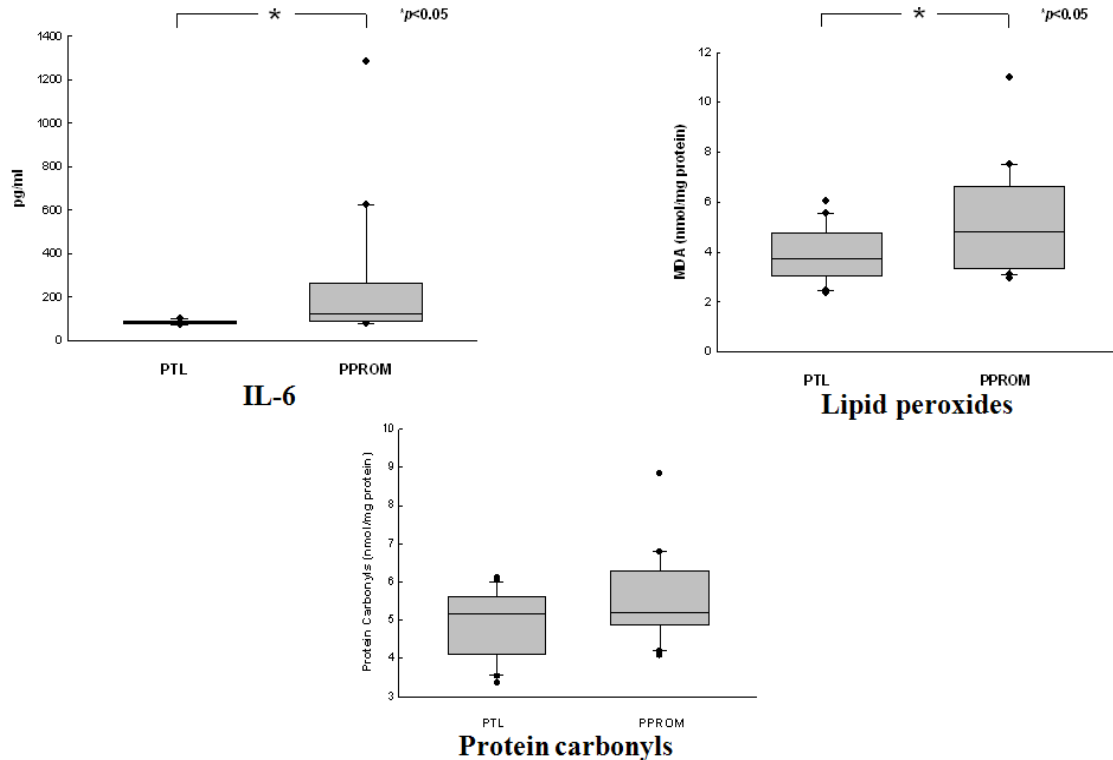 * *p<0.05
1400
1200
1000
800
600
400
200
0
pg/ml
PTL PPROM
IL-6
* *p<0.05
12
10
8
6
4
2
0
MDA (nmol/mg protein)
PTL PPROM
Lipid peroxides
10
9
8
7
6
5
4
3
Protein Carbonyls (nmol/mg protein)
PTL PPROM
Protein carbonyls